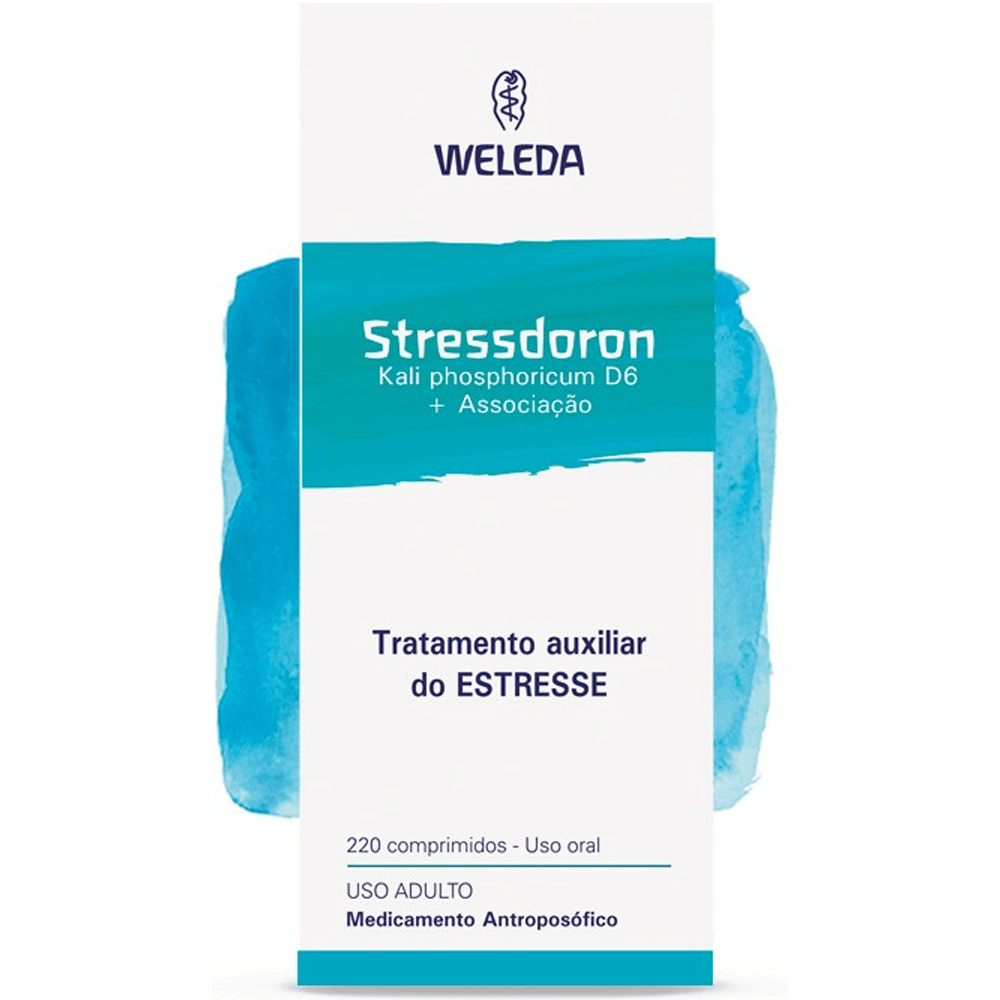 WELEDA
Stressdoron
Kali phosphoricum D6
+ Associação
Tratamento auxiliar
do ESTRESSE
220 comprimidos - Uso oral
USO ADULTO
Medicamento Antroposófico